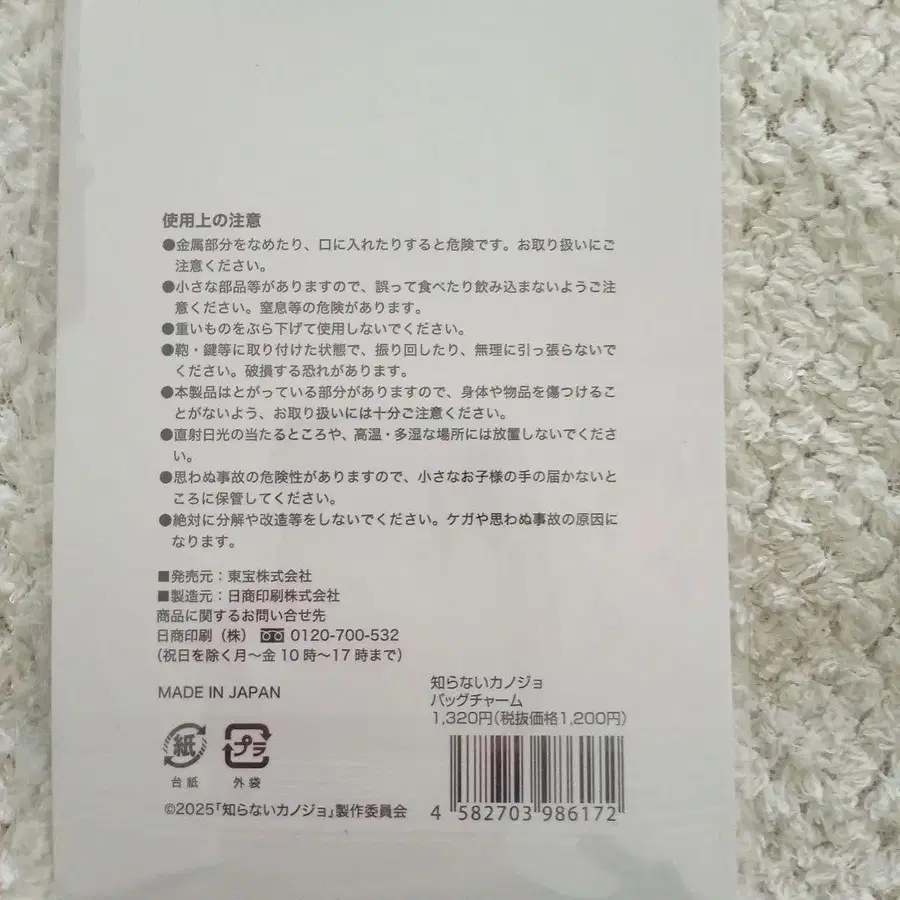 使用上の注意
●金属部分をなめたり、口に入れたりすると危険です。お取り扱いにご
注意ください。
●小さな部品等がありますので、誤って食べたり飲み込まないようご注
意ください。窒息等の危険があります。
●重いものをぶら下げて使用しないでください。
●鞄・鍵等に取り付けた状態で、振り回したり、無理に引っ張らないで
ください。破損する恐れがあります。
●本製品はとがっている部分がありますので、身体や物品を傷つけるこ
とがないよう、お取り扱いには十分ご注意ください。
●直射日光の当たるところや、高温・多湿な場所には放置しないでくださ
い。
●思わぬ事故の危険性がありますので、小さなお子様の手の届かないと
ころに保管してください。
●絶対に分解や改造等をしないでください。ケガや思わぬ事故の原因に
なります。
■発売元:東宝株式会社
■製造元:日商印刷株式会社
商品に関するお問い合せ先
日商印刷(株) 0120-700-532
(祝日を除く月〜金10時〜17時まで)
MADE IN JAPAN
知らないカノジョ
バッグチャーム
1,320円(税抜価格1,200円)
紙 プラ
台紙 外袋
©2025「知らないカノジョ」製作委員会
4 582703 986172